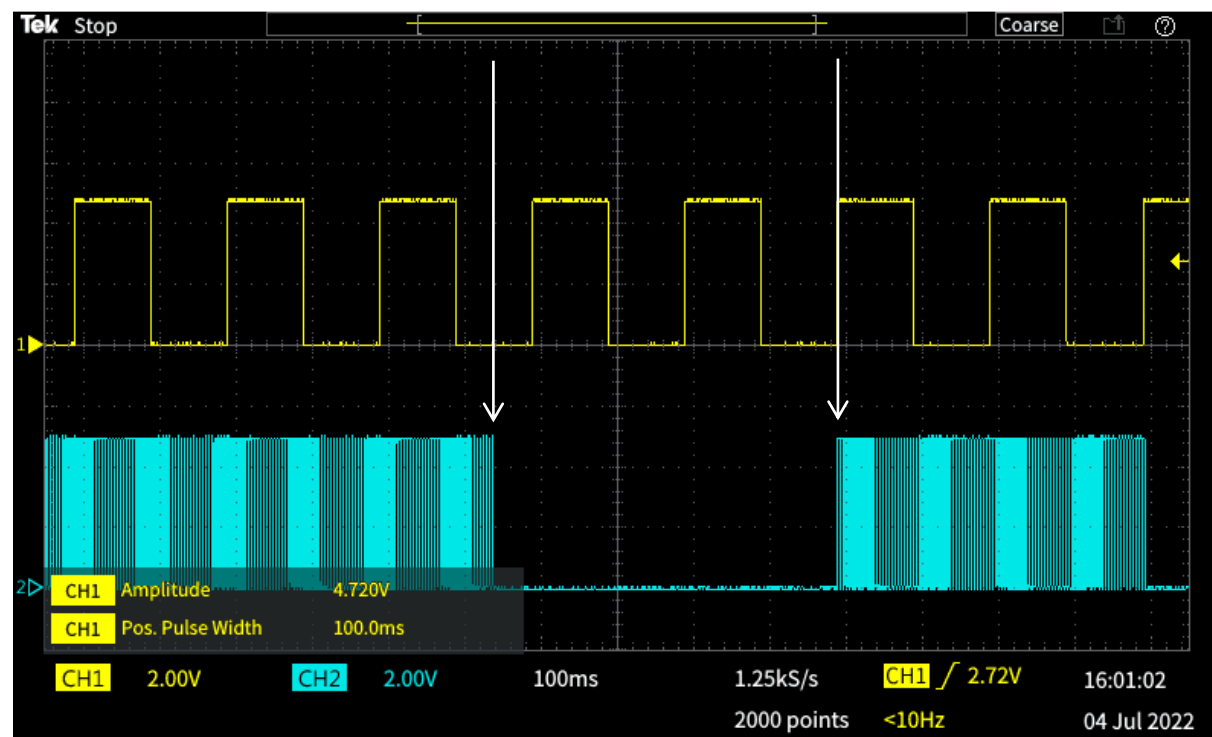 Tek Stop Coarse ?
1
2
CH1 Amplitude 4.720V
CH1 Pos. Pulse Width 100.0ms
CH1 2.00V CH2 2.00V 100ms 1.25kS/s CH1 2.72V 16:01:02
2000 points <10Hz 04 Jul 2022